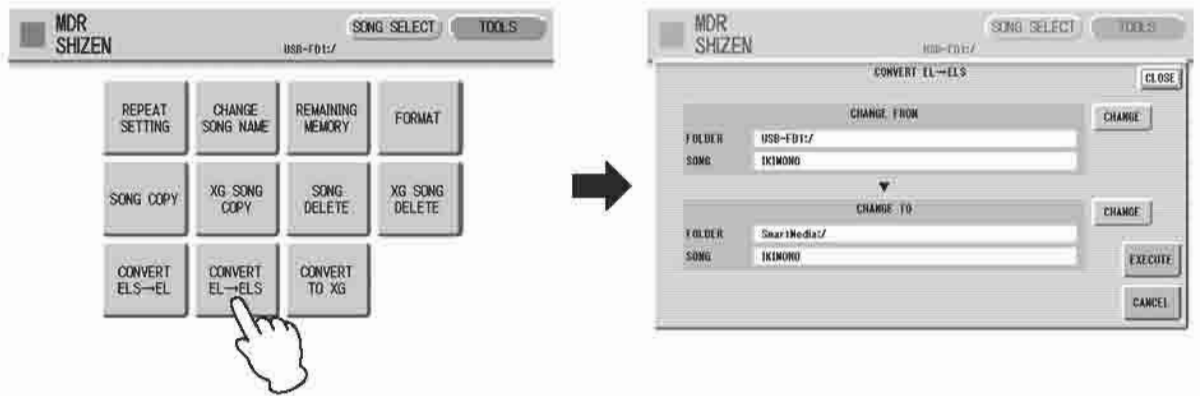 MDR
SHIZEN
SONG SELECT
TOOLS
USB-FD1:/
REPEAT
SETTING
CHANGE
SONG NAME
REMAINING
MEMORY
FORMAT
SONG COPY
XG SONG
COPY
SONG
DELETE
XG SONG
DELETE
CONVERT
ELS→EL
CONVERT
EL→ELS
CONVERT
TO XG
MDR
SHIZEN
SONG SELECT
TOOLS
USB-FD1:/
CONVERT EL→ELS
CLOSE
CHANGE FROM
CHANGE
FOLDER USB-FD1:/
SONG IKIMONO
CHANGE TO
CHANGE
FOLDER SmartMedia:/
SONG IKIMONO
EXECUTE
CANCEL